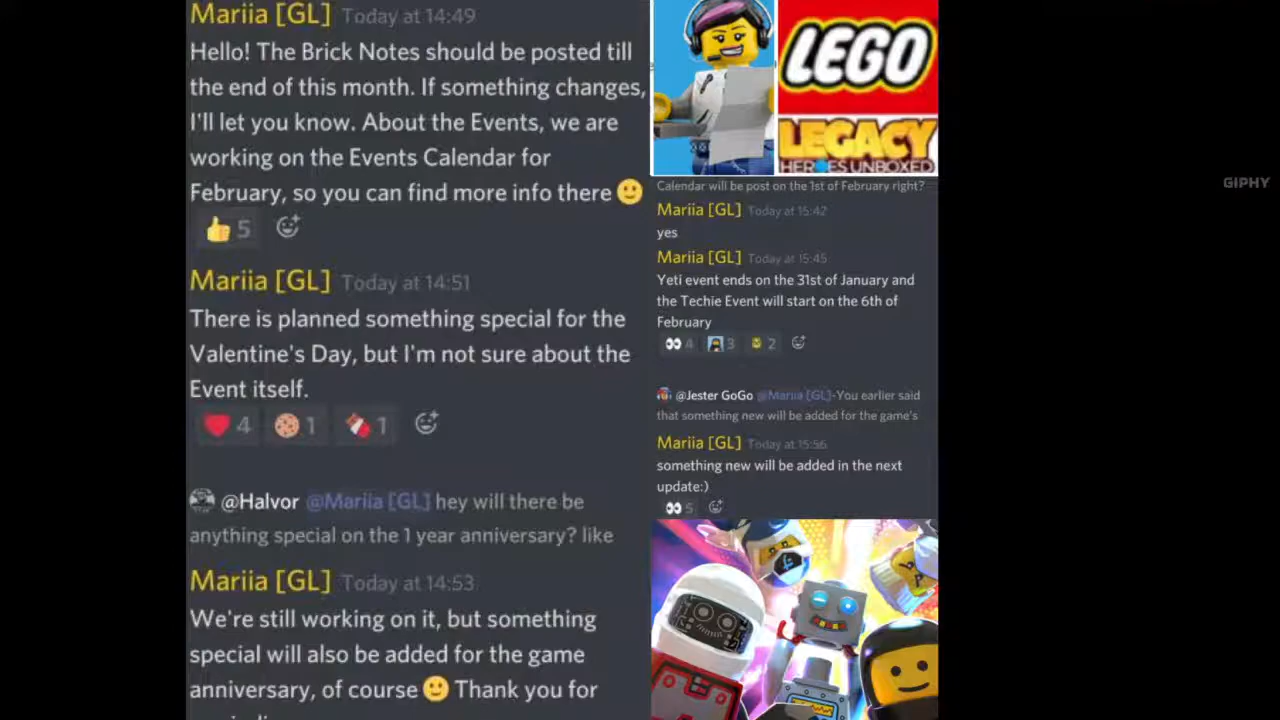 Mariia [GL] Today at 14:49
Hello! The Brick Notes should be posted till
the end of this month. If something changes,
I'll let you know. About the Events, we are
working on the Events Calendar for
February, so you can find more info there 🙂
👍 5
Mariia [GL] Today at 14:51
There is planned something special for the
Valentine's Day, but I'm not sure about the
Event itself.
❤️ 4 🍪 1 🍫 1
@Halvor @Mariia [GL] hey will there be
anything special on the 1 year anniversary? like
Mariia [GL] Today at 14:53
We're still working on it, but something
special will also be added for the game
anniversary, of course 🙂 Thank you for
LEGO
LEGACY
HEROES UNBOXED
Calendar will be post on the 1st of February right?
Mariia [GL] Today at 15:42
yes
Mariia [GL] Today at 15:45
Yeti event ends on the 31st of January and
the Techie Event will start on the 6th of
February
👀 4 3 2
@Jester GoGo @Mariia [GL]-You earlier said
that something new will be added for the game's
Mariia [GL] Today at 15:56
something new will be added in the next
update:)
👀 5
GIPHY